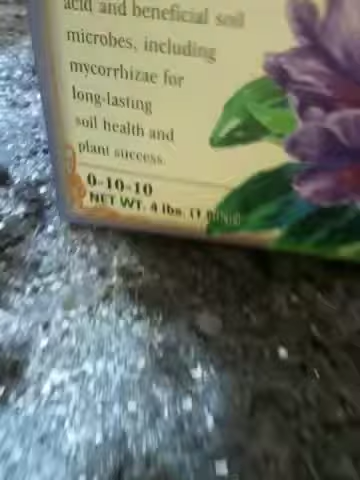 acid and beneficial soil
microbes, including
mycorrhizae for
long-lasting
soil health and
plant success.
0-10-10
NET WT. 4 lbs.